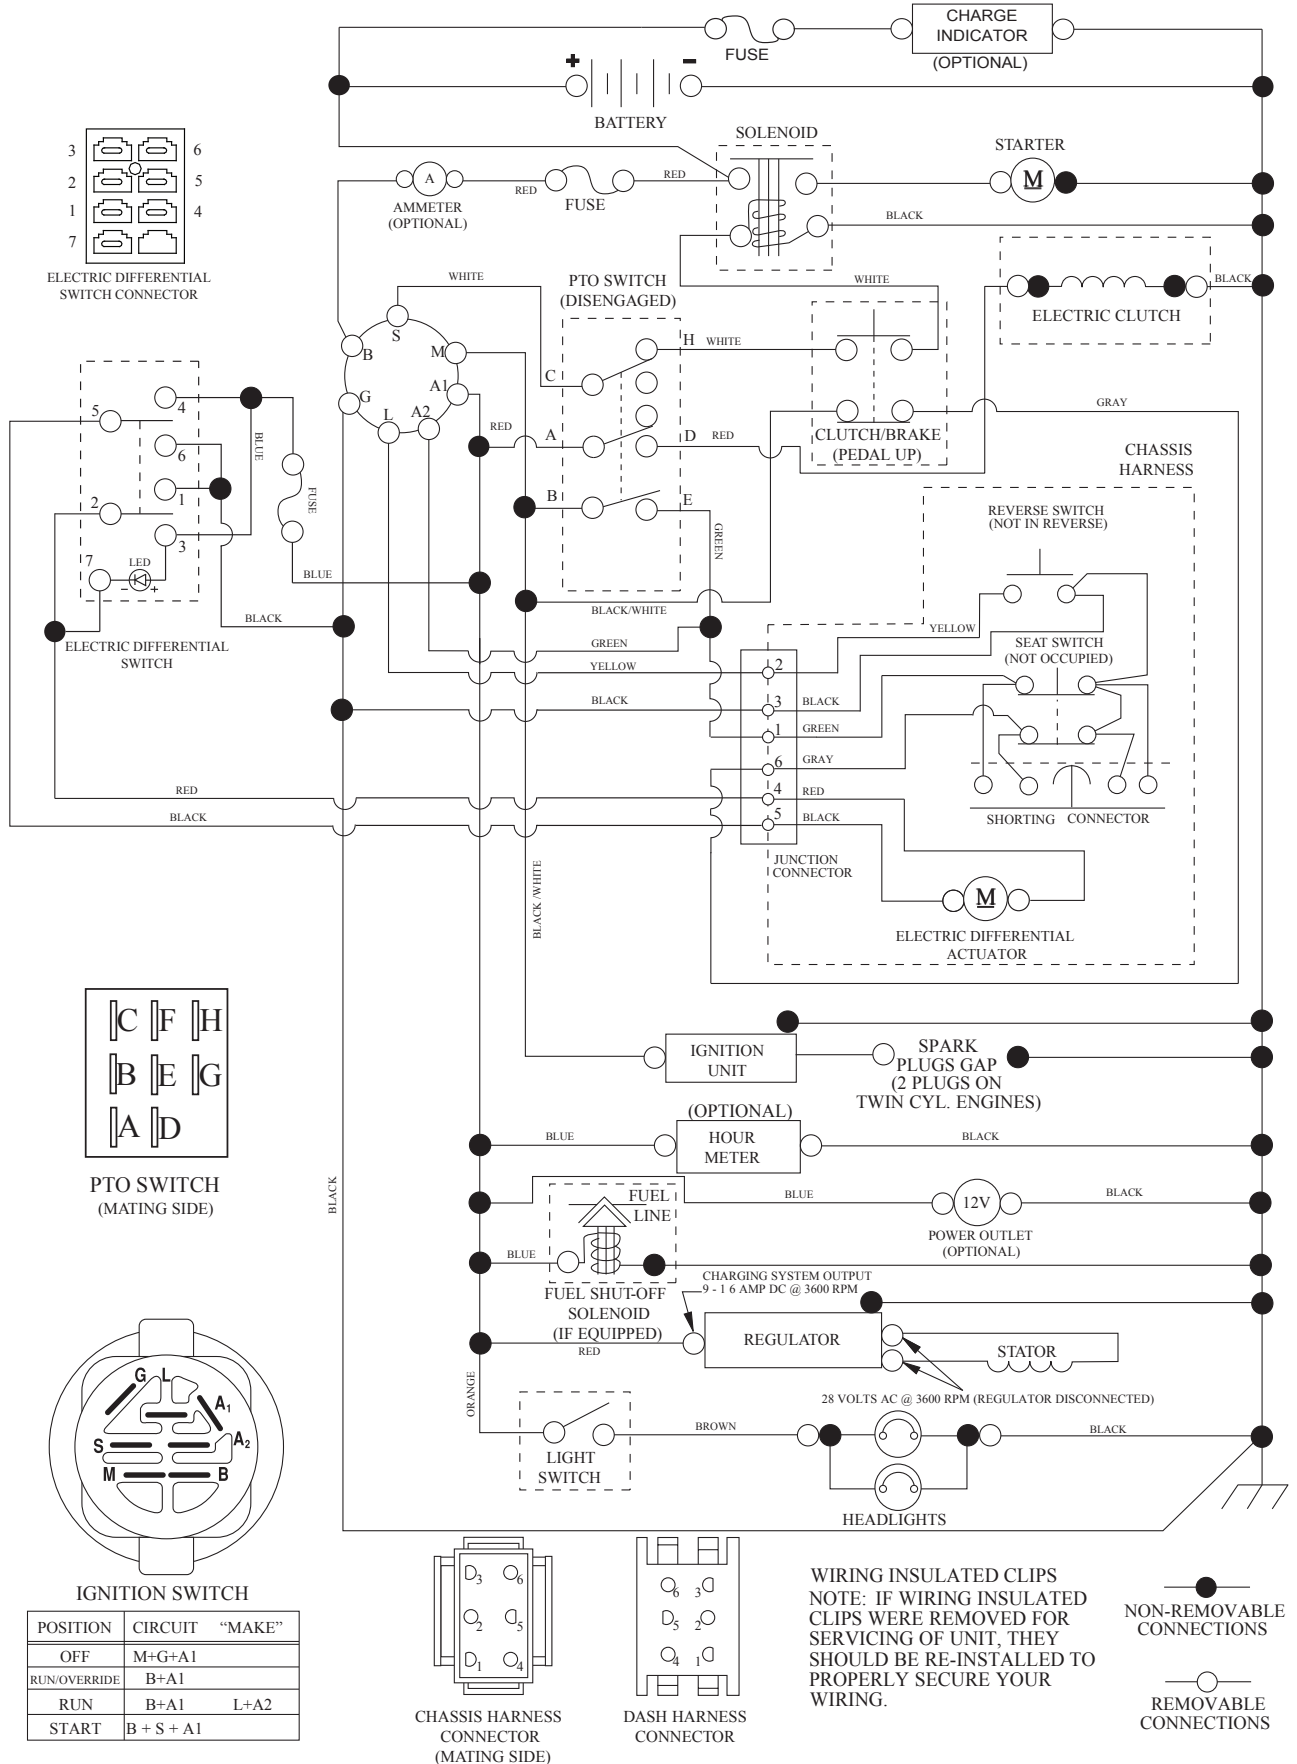 CHARGE
INDICATOR
(OPTIONAL)
FUSE
+
-
BATTERY
SOLENOID
STARTER
M
3
6
2
5
1
4
7
ELECTRIC DIFFERENTIAL
SWITCH CONNECTOR
A
AMMETER
(OPTIONAL)
RED
FUSE
RED
BLACK
WHITE
PTO SWITCH
(DISENGAGED)
WHITE
BLACK
ELECTRIC CLUTCH
S
B
M
G
A1
L
A2
H
WHITE
C
RED
A
D
RED
B
E
GREEN
CLUTCH/BRAKE
(PEDAL UP)
GRAY
CHASSIS
HARNESS
5
4
6
2
1
3
7
LED
-
+
BLUE
FUSE
BLUE
BLACK
ELECTRIC DIFFERENTIAL
SWITCH
REVERSE SWITCH
(NOT IN REVERSE)
BLACK/WHITE
GREEN
YELLOW
YELLOW
SEAT SWITCH
(NOT OCCUPIED)
BLACK
2
3
BLACK
1
GREEN
6
GRAY
4
RED
5
BLACK
RED
BLACK
SHORTING
CONNECTOR
JUNCTION
CONNECTOR
M
ELECTRIC DIFFERENTIAL
ACTUATOR
BLACK /WHITE
C
F
H
B
E
G
A
D
PTO SWITCH
(MATING SIDE)
IGNITION
UNIT
SPARK
PLUGS GAP
(2 PLUGS ON
TWIN CYL. ENGINES)
(OPTIONAL)
BLUE
HOUR
METER
BLACK
BLACK
FUEL
LINE
BLUE
12V
BLACK
POWER OUTLET
(OPTIONAL)
BLUE
FUEL SHUT-OFF
SOLENOID
(IF EQUIPPED)
CHARGING SYSTEM OUTPUT
9 - 1 6 AMP DC @ 3600 RPM
RED
REGULATOR
STATOR
28 VOLTS AC @ 3600 RPM (REGULATOR DISCONNECTED)
ORANGE
LIGHT
SWITCH
BROWN
BLACK
HEADLIGHTS
G
L
A1
S
A2
M
B
IGNITION SWITCH
POSITION CIRCUIT "MAKE"
OFF M+G+A1
RUN/OVERRIDE B+A1
RUN B+A1 L+A2
START B + S + A1
3
6
2
5
1
4
CHASSIS HARNESS
CONNECTOR
(MATING SIDE)
6
3
5
2
4
1
DASH HARNESS
CONNECTOR
WIRING INSULATED CLIPS
NOTE: IF WIRING INSULATED
CLIPS WERE REMOVED FOR
SERVICING OF UNIT, THEY
SHOULD BE RE-INSTALLED TO
PROPERLY SECURE YOUR
WIRING.
NON-REMOVABLE
CONNECTIONS
REMOVABLE
CONNECTIONS